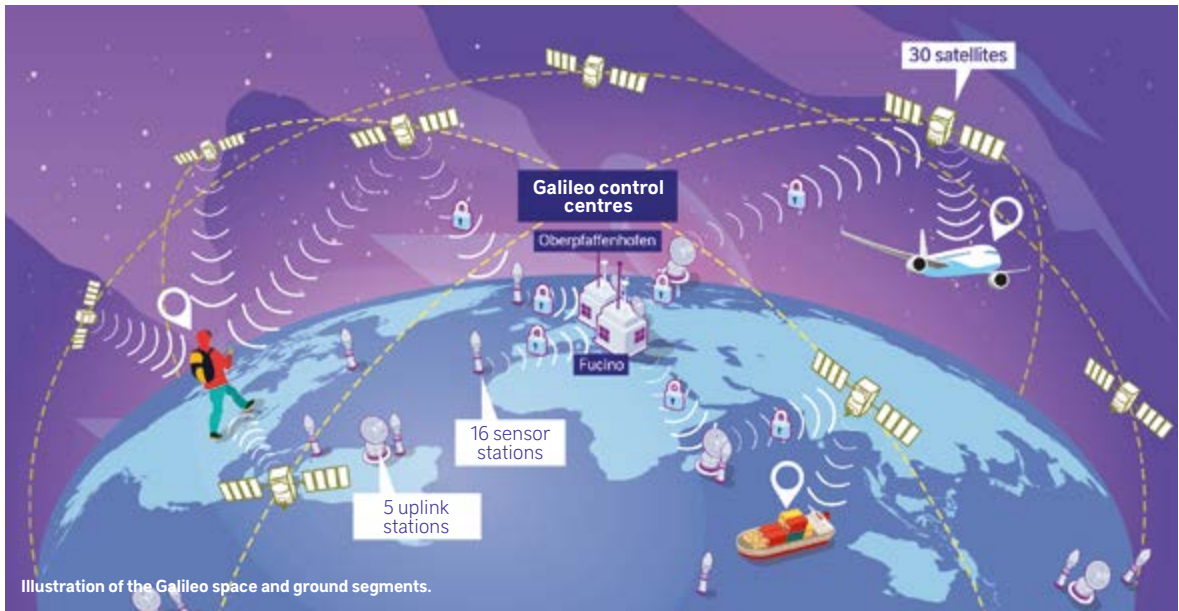 30 satellites
Galileo control
centres
Oberpfaffenhofen
Fucino
16 sensor
stations
5 uplink
stations
Illustration of the Galileo space and ground segments.